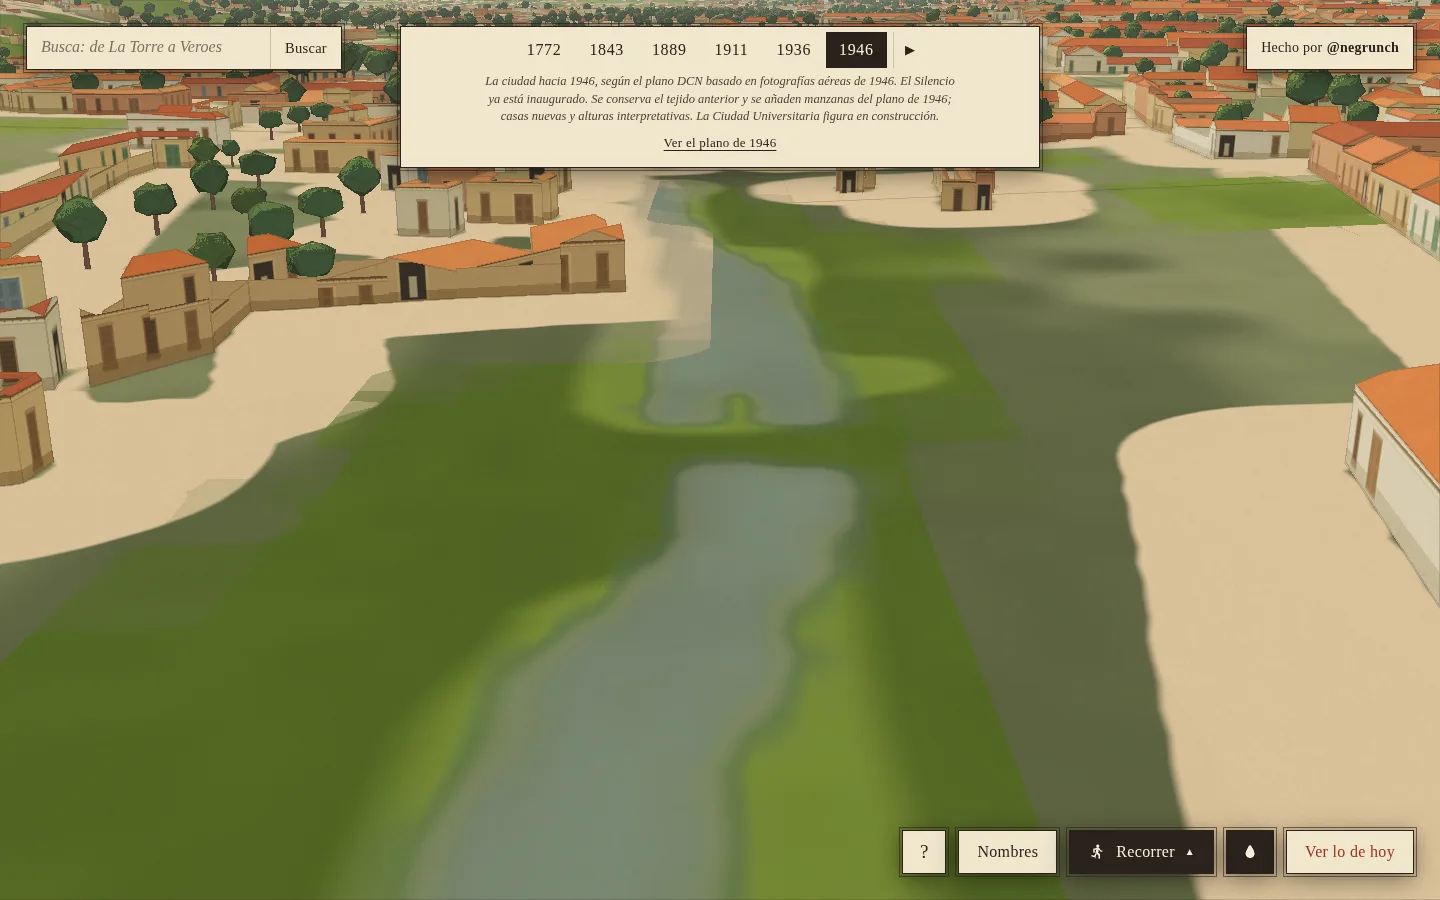 Busca: de La Torre a Veroes
Buscar
1772 1843 1889 1911 1936 1946 ▶
La ciudad hacia 1946, según el plano DCN basado en fotografías aéreas de 1946. El Silencio
ya está inaugurado. Se conserva el tejido anterior y se añaden manzanas del plano de 1946;
casas nuevas y alturas interpretativas. La Ciudad Universitaria figura en construcción.
Ver el plano de 1946
Hecho por @negrunch
?
Nombres
Recorrer ▲
Ver lo de hoy